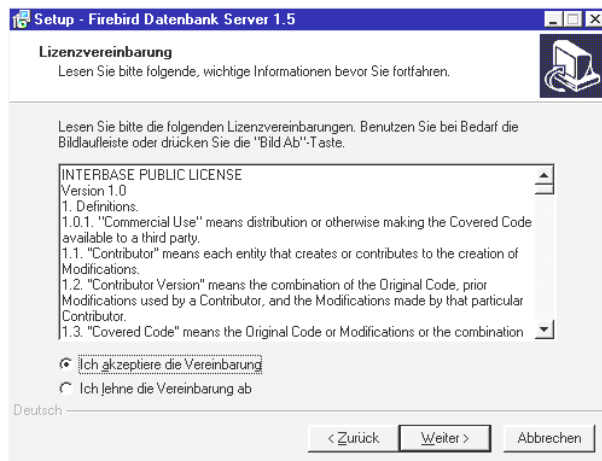 Setup - Firebird Datenbank Server 1.5
Lizenzvereinbarung
Lesen Sie bitte folgende, wichtige Informationen bevor Sie fortfahren.
Lesen Sie bitte die folgenden Lizenzvereinbarungen. Benutzen Sie bei Bedarf die
Bildlaufleiste oder drücken Sie die "Bild Ab"-Taste.
INTERBASE PUBLIC LICENSE
Version 1.0
1. Definitions.
1.0.1. "Commercial Use" means distribution or otherwise making the Covered Code
available to a third party.
1.1. "Contributor" means each entity that creates or contributes to the creation of
Modifications.
1.2. "Contributor Version" means the combination of the Original Code, prior
Modifications used by a Contributor, and the Modifications made by that particular
Contributor.
1.3. "Covered Code" means the Original Code or Modifications or the combination
Ich akzeptiere die Vereinbarung
Ich lehne die Vereinbarung ab
Deutsch
< Zurück Weiter > Abbrechen